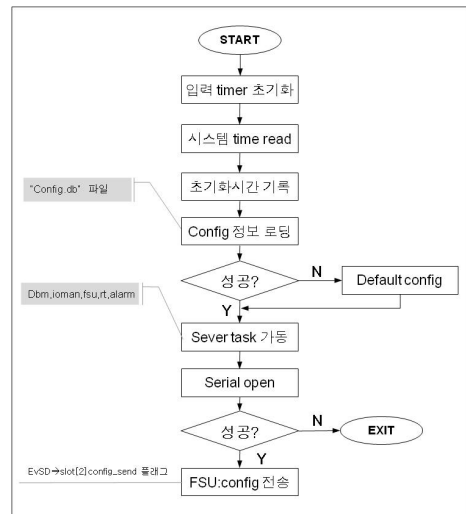 START
입력 timer 초기화
시스템 time read
"Config.db" 파일
초기화시간 기록
Config 정보 로딩
성공?
N
Default config
Y
Dbm,ioman,fsu,rt,alarm
Sever task 가동
Serial open
성공?
N
EXIT
Y
EvSD→slot[2]config_send 플래그
FSU:config 전송